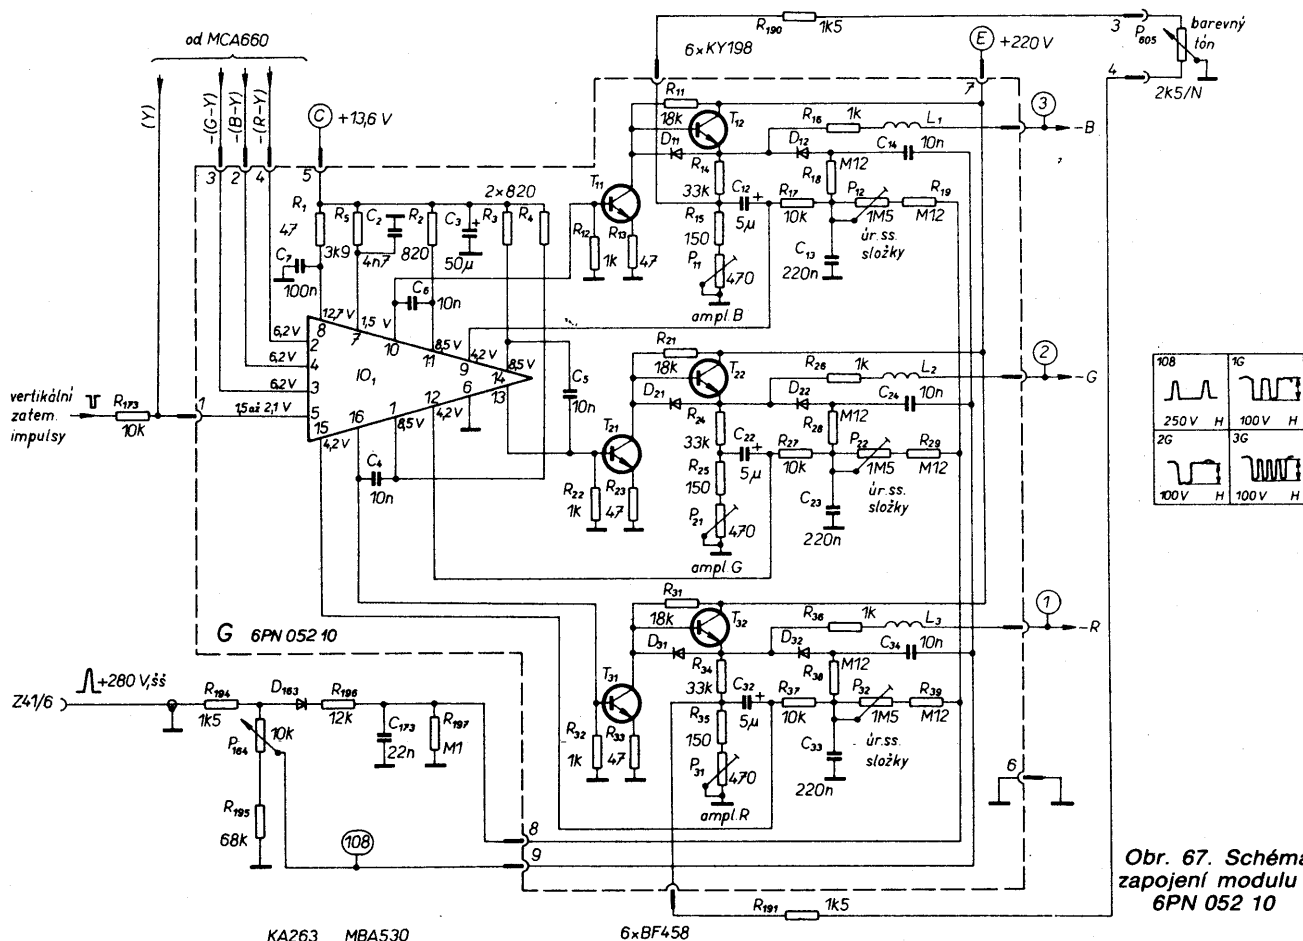 od MCA660
(Y)
-(G-Y)
-(B-Y)
-(R-Y)
C
+13,6 V
3
2
4
5
6×KY198
R190
1k5
E
+220 V
7
3
P605
barevný
tón
4
2k5/N
R1
47
R5
3k9
C2
4n7
R2
820
C3
+
50µ
2×820
R3
R4
C7
100n
C6
10n
12,7 V
1,5 V
8,5 V
4,2 V
8,5 V
8
7
10
11
9
14
6,2 V
2
6,2 V
4
6,2 V
3
1,5 až 2,1 V
5
IO1
6
13
12
4,2 V
1
8,5 V
16
15
4,2 V
C4
10n
C5
10n
vertikální
zatem.
impulsy
R173
10k
1
R11
18k
T12
D11
T11
R12
1k
R13
47
R14
33k
C12
+
5µ
R15
150
P11
470
ampl. B
R16
1k
L1
D12
C14
10n
R18
M12
R17
10k
P12
1M5
R19
M12
C13
220n
úr.ss.
složky
3
-B
R21
18k
T22
D21
T21
R22
1k
R23
47
R24
33k
C22
+
5µ
R25
150
P21
470
ampl. G
R26
1k
L2
D22
C24
10n
R28
M12
R27
10k
P22
1M5
R29
M12
C23
220n
úr.ss.
složky
2
-G
108
250 V H
1G
100 V H
2G
100 V H
3G
100 V H
R31
18k
T32
D31
T31
R32
1k
R33
47
R34
33k
C32
+
5µ
R35
150
P31
470
ampl. R
R36
1k
L3
D32
C34
10n
R38
M12
R37
10k
P32
1M5
R39
M12
C33
220n
úr.ss.
složky
1
-R
G 6PN 052 10
Z41/6
+280 V,šš
R194
1k5
D163
R196
12k
P164
10k
C173
22n
R197
M1
R195
68k
108
8
9
6
R191
1k5
KA263 MBA530
6×BF458
Obr. 67. Schéma
zapojení modulu
6PN 052 10